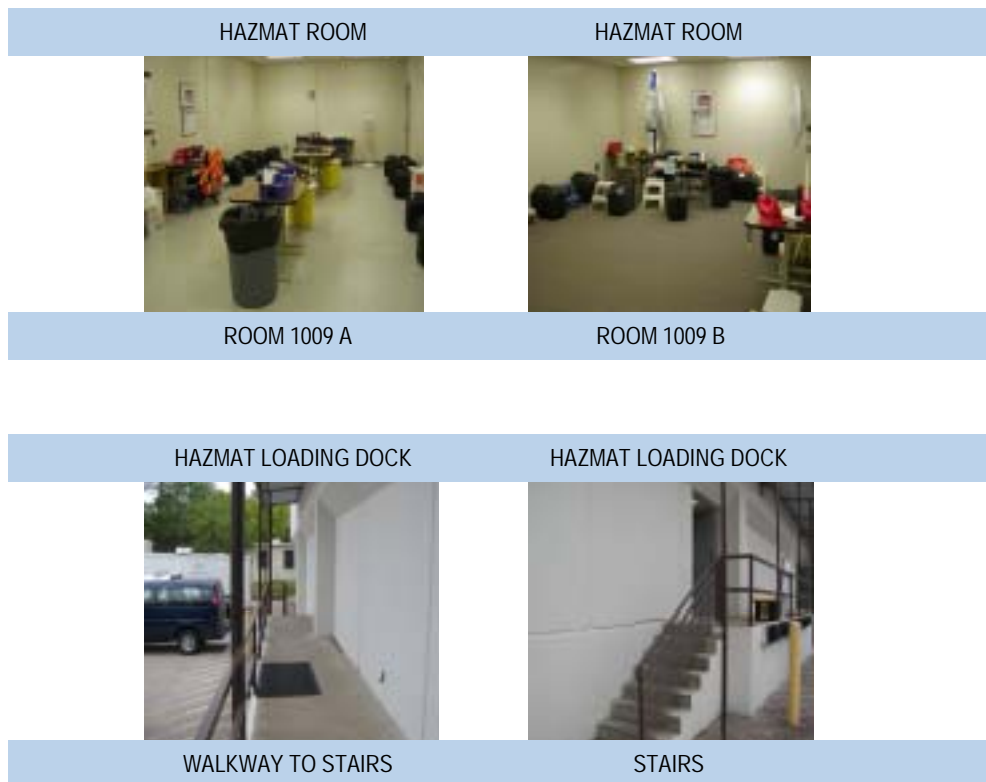 HAZMAT ROOM HAZMAT ROOM
ROOM 1009 A ROOM 1009 B
HAZMAT LOADING DOCK HAZMAT LOADING DOCK
WALKWAY TO STAIRS STAIRS